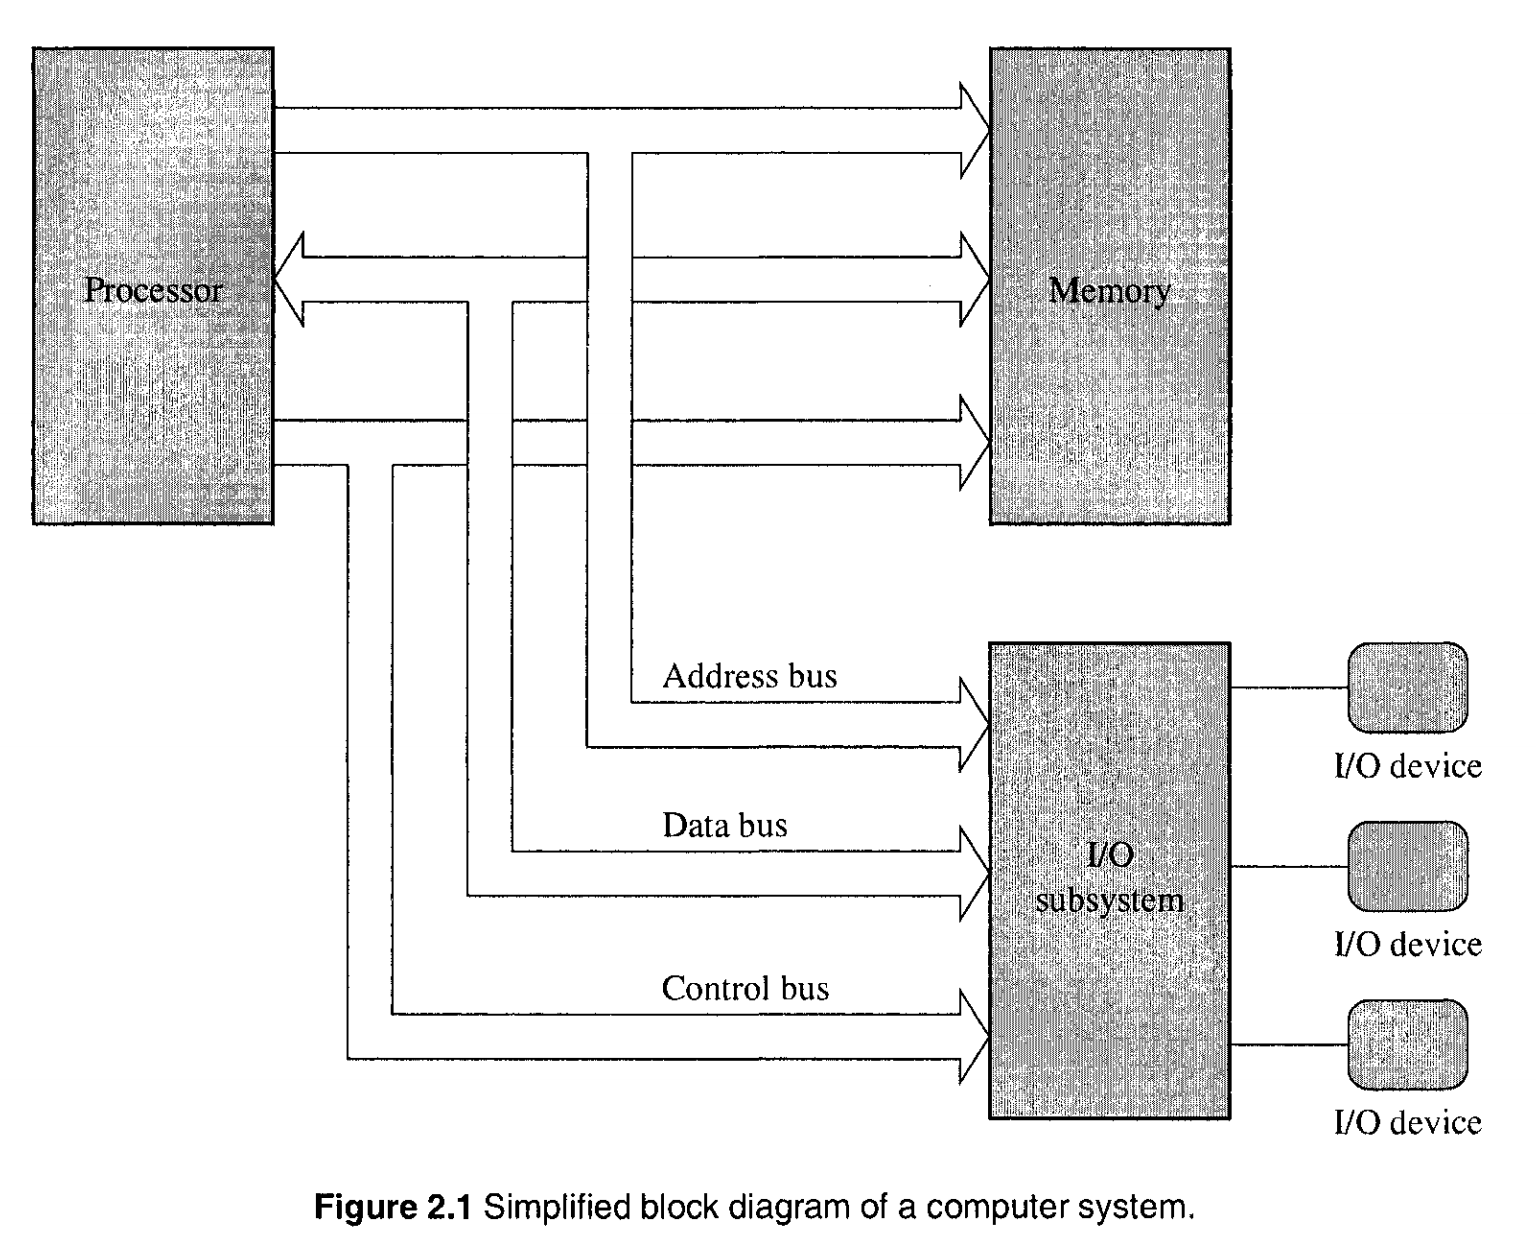 Processor
Memory
Address bus
I/O device
Data bus
I/O
subsystem
I/O device
Control bus
I/O device
Figure 2.1 Simplified block diagram of a computer system.